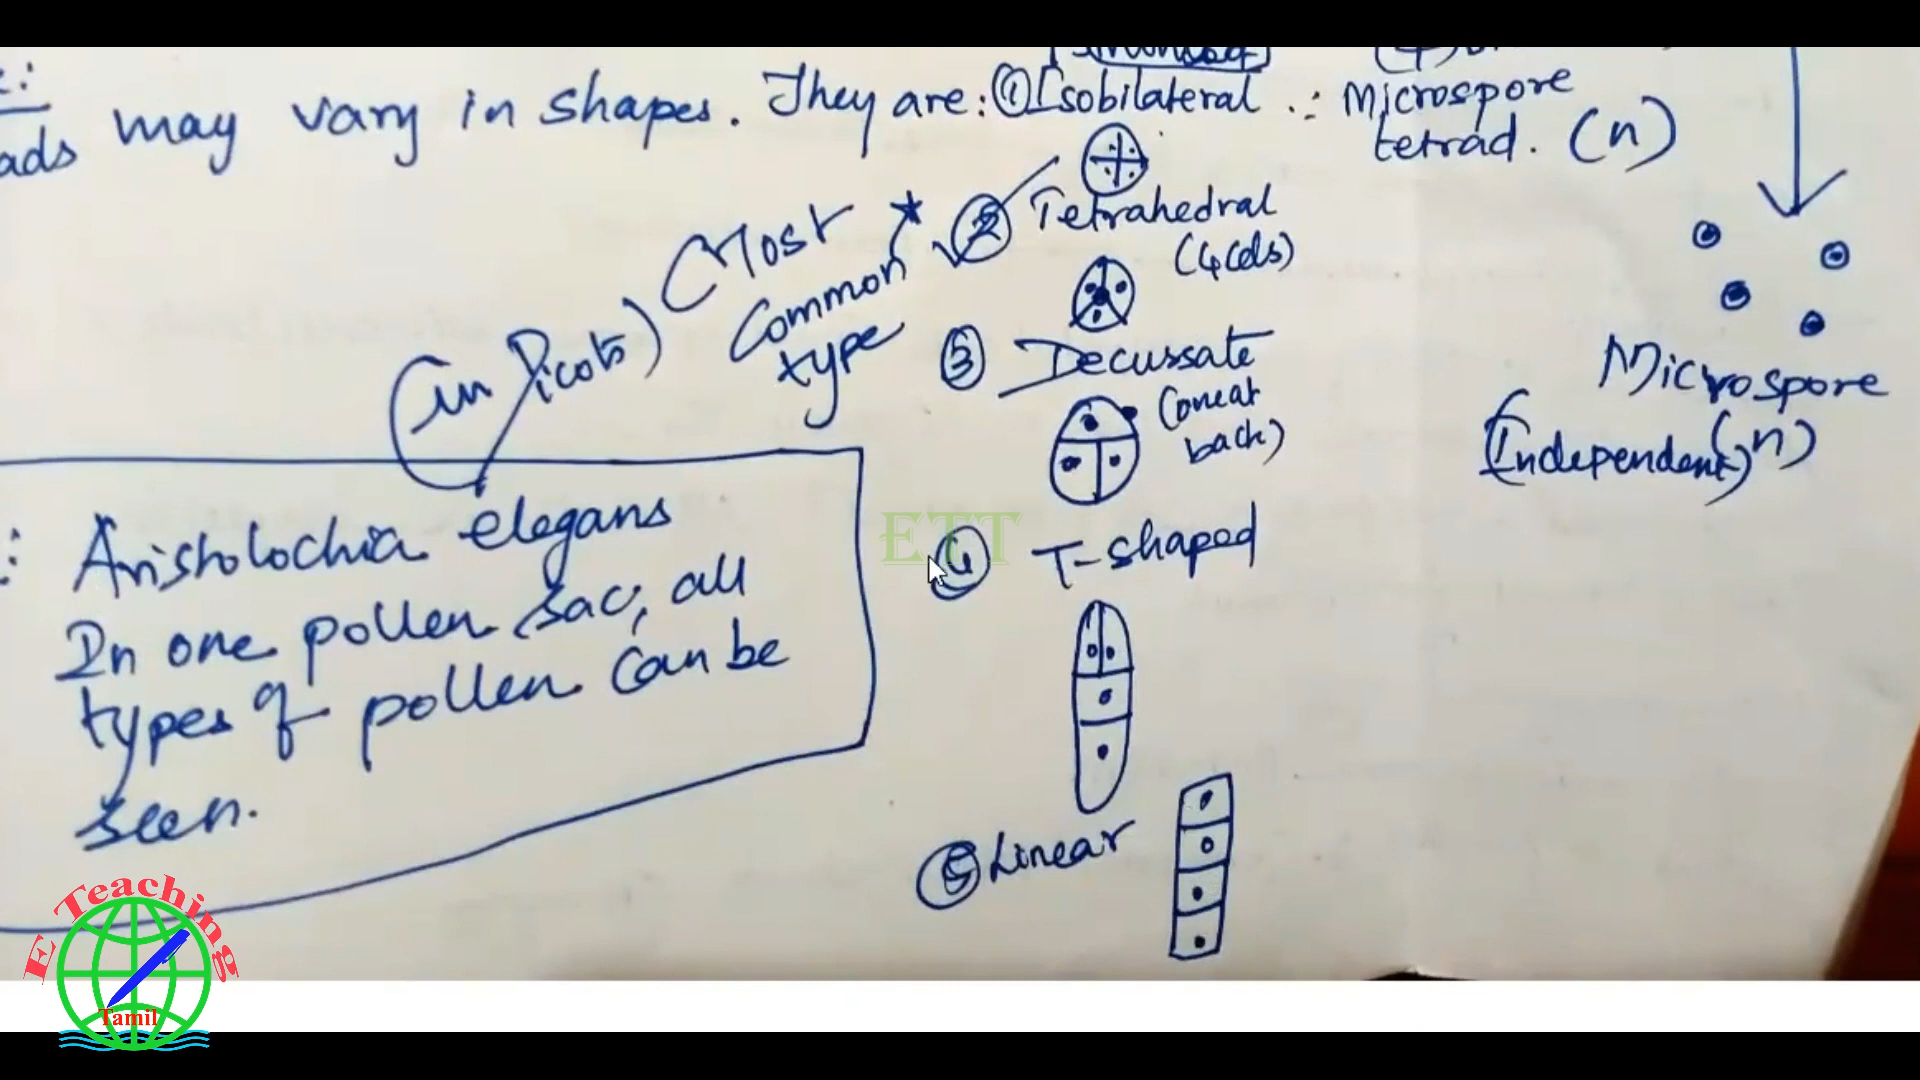 ads may vary in shapes. They are: ① Isobilateral
∴ Microspore
tetrad. (n)
② Tetrahedral
(4 cells)
(Most
Common
type
(in Dicots)
③ Decussate
(one at
back)
④ T-shaped
⑤ Linear
Microspore
(Independent) (n)
: Aristolochia elegans
In one pollen sac, all
types of pollen can be
seen.
ETT
E Teaching
Tamil